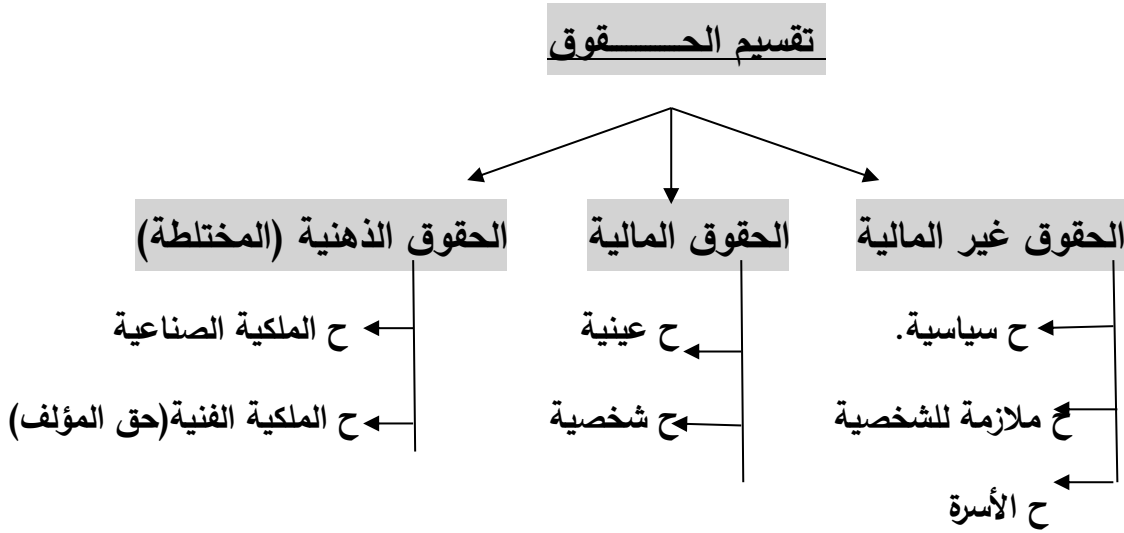 تقسيم الحـــــــــقوق
الحقوق غير المالية
ح سياسية.
ح ملازمة للشخصية
ح الأسرة
الحقوق المالية
ح عينية
ح شخصية
الحقوق الذهنية (المختلطة)
ح الملكية الصناعية
ح الملكية الفنية(حق المؤلف)